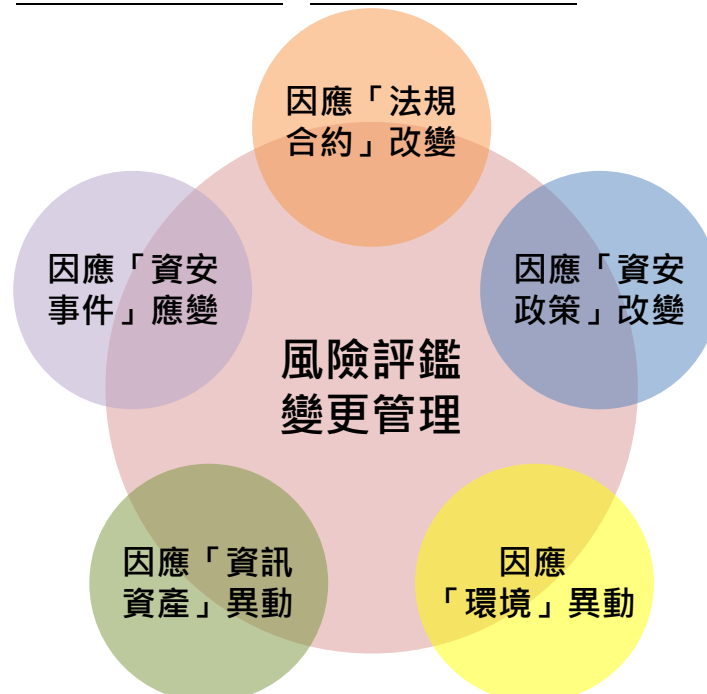 因應「法規
合約」改變
因應「資安
事件」應變
因應「資安
政策」改變
風險評鑑
變更管理
因應「資訊
資產」異動
因應
「環境」異動